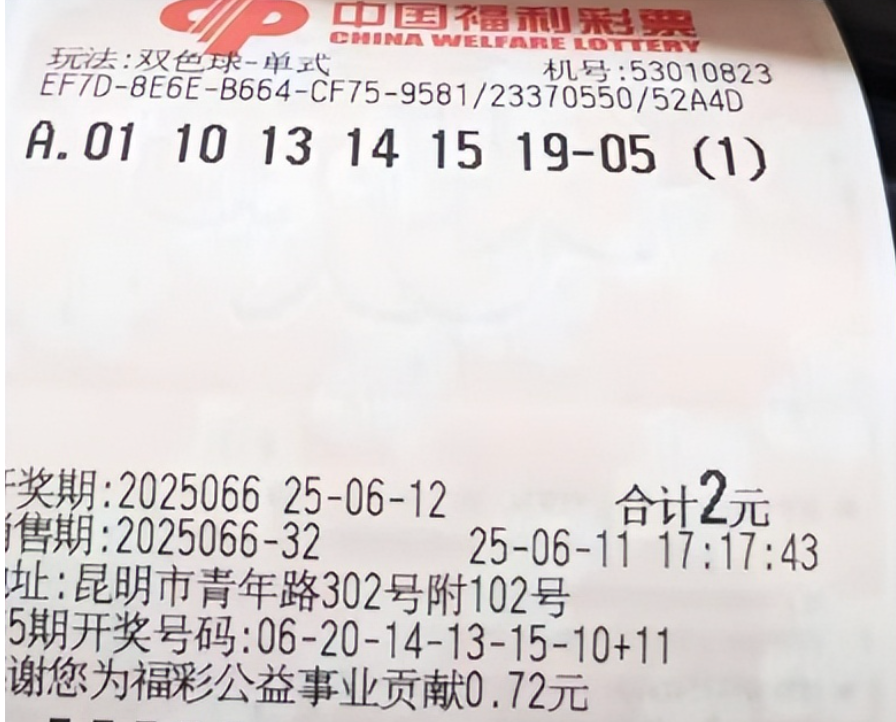 中国福利彩票
CHINA WELFARE LOTTERY
玩法:双色球-单式 机号:53010823
EF7D-8E6E-B664-CF75-9581/23370550/52A4D
A.01 10 13 14 15 19-05 (1)
奖期:2025066 25-06-12 合计2元
售期:2025066-32 25-06-11 17:17:43
址:昆明市青年路302号附102号
5期开奖号码:06-20-14-13-15-10+11
谢您为福彩公益事业贡献0.72元